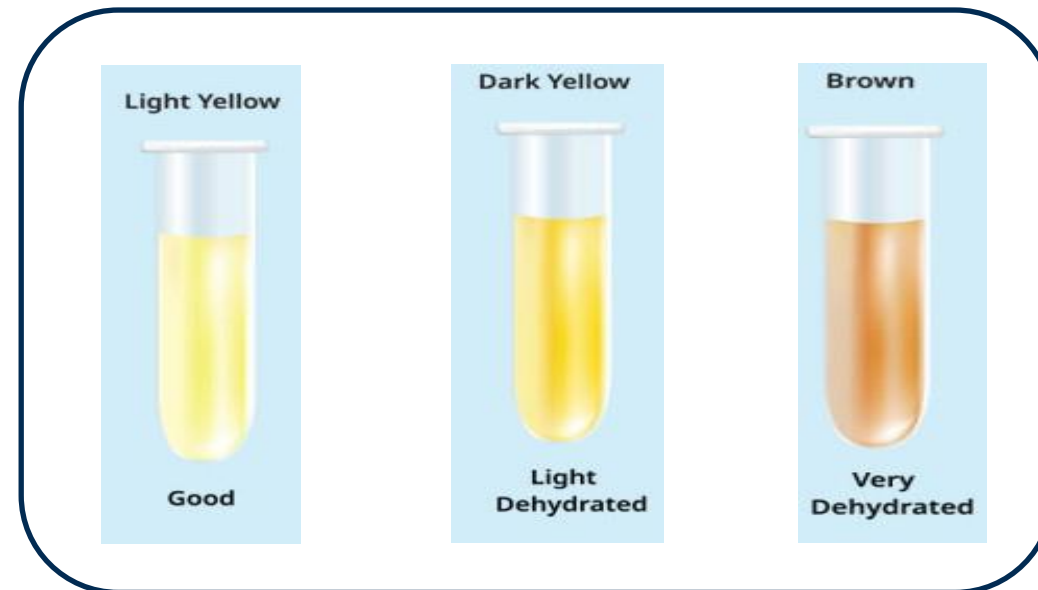 Light Yellow
Good
Dark Yellow
Light
Dehydrated
Brown
Very
Dehydrated